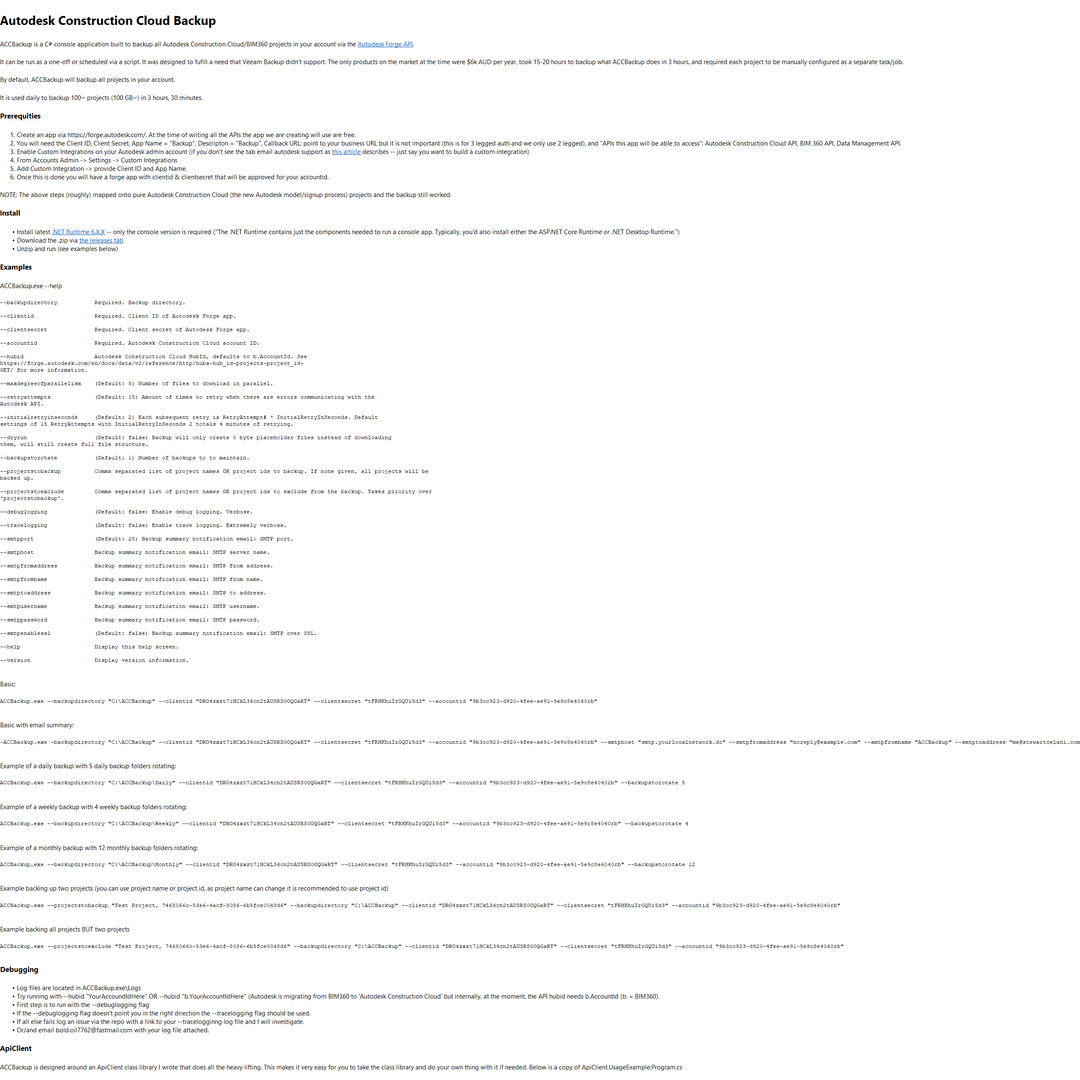 Autodesk Construction Cloud Backup
ACCBackup is a C# console application built to backup all Autodesk Construction Cloud/BIM360 projects in your account via the Autodesk Forge API.
It can be run as a one-off or scheduled via a script. It was designed to fufill a need that Veeam Backup didn't support. The only products on the market at the time were $6k AUD per year, took 15-20 hours to backup what ACCBackup does in 3 hours, and required each project to be manually configured as a separate task/job.
By default, ACCBackup will backup all projects in your account.
It is used daily to backup 100~ projects (100 GB~) in 3 hours, 30 minutes.
Prerequities
1. Create an app via https://forge.autodesk.com/. At the time of writing all the APIs the app we are creating will use are free.
2. You will need the Client ID, Client Secret, App Name = "Backup", Descripton = "Backup", Callback URL: point to your business URL but it is not important (this is for 3 legged auth and we only use 2 legged), and "APIs this app will be able to access": Autodesk Construction Cloud API, BIM 360 API, Data Management API.
3. Enable Custom Integrations on your Autodesk admin account (if you don't see the tab email autodesk support as this article describes -- just say you want to build a custom integration)
4. From Accounts Admin -> Settings -> Custom Integrations
5. Add Custom Integration -> provide Client ID and App Name.
6. Once this is done you will have a forge app with clientid & clientsecret that will be approved for your accountid.
NOTE: The above steps (roughly) mapped onto pure Autodesk Construction Cloud (the new Autodesk model/signup process) projects and the backup still worked.
Install
• Install latest .NET Runtime 6.X.X -- only the console version is required ("The .NET Runtime contains just the components needed to run a console app. Typically, you'd also install either the ASP.NET Core Runtime or .NET Desktop Runtime.")
• Download the .zip via the releases tab
• Unzip and run (see examples below)
Examples
ACCBackup.exe --help
--backupdirectory Required. Backup directory.
--clientid Required. Client ID of Autodesk Forge app.
--clientsecret Required. Client secret of Autodesk Forge app.
--accountid Required. Autodesk Construction Cloud account ID.
--hubid Autodesk Construction Cloud HubId, defaults to b.AccountId. See
https://forge.autodesk.com/en/docs/data/v2/reference/http/hubs-hub_id-projects-project_id-
GET/ for more information.
--maxdegreeofparallelism (Default: 8) Number of files to download in parallel.
--retryattempts (Default: 15) Amount of times to retry when there are errors communicating with the
Autodesk API.
--initialretryinseconds (Default: 2) Each subsequent retry is RetryAttempt# * InitialRetryInSeconds. Default
settings of 15 RetryAttempts with InitialRetryInSeconds 2 totals 4 minutes of retrying.
--dryrun (Default: false) Backup will only create 0 byte placeholder files instead of downloading
them, will still create full file structure.
--backupstorotate (Default: 1) Number of backups to to maintain.
--projectstobackup Comma separated list of project names OR project ids to backup. If none given, all projects will be
backed up.
--projectstoexclude Comma separated list of project names OR project ids to exclude from the backup. Takes priority over
'projectstobackup'.
--debuglogging (Default: false) Enable debug logging. Verbose.
--tracelogging (Default: false) Enable trace logging. Extremely verbose.
--smtpport (Default: 25) Backup summary notification email: SMTP port.
--smtphost Backup summary notification email: SMTP server name.
--smtpfromaddress Backup summary notification email: SMTP from address.
--smtpfromname Backup summary notification email: SMTP from name.
--smtptoaddress Backup summary notification email: SMTP to address.
--smtpusername Backup summary notification email: SMTP username.
--smtppassword Backup summary notification email: SMTP password.
--smtpenablessl (Default: false) Backup summary notification email: SMTP over SSL.
--help Display this help screen.
--version Display version information.
Basic:
ACCBackup.exe --backupdirectory "C:\ACCBackup" --clientid "DRO4zxzt71HCkL34cn2tAUSRS0OQGaRT" --clientsecret "tFRHKhuIrGQUi5d3" --accountid "9b3cc923-d920-4fee-ae91-5e9c8e4040rb"
Basic with email summary:
-ACCBackup.exe -backupdirectory "C:\ACCBackup" --clientid "DRO4zxzt71HCkL34cn2tAUSRS0OQGaRT" --clientsecret "tFRHKhuIrGQUi5d3" --accountid "9b3cc923-d920-4fee-ae91-5e9c8e4040rb" --smtphost "smtp.yourlocalnetwork.dc" --smtpfromaddress "noreply@example.com" --smtpfromname "ACCBackup" --smtptoaddress "me@stewartcelani.com
Example of a daily backup with 5 daily backup folders rotating:
ACCBackup.exe --backupdirectory "C:\ACCBackup\Daily" --clientid "DRO4zxzt71HCkL34cn2tAUSRS0OQGaRT" --clientsecret "tFRHKhuIrGQUi5d3" --accountid "9b3cc923-d920-4fee-ae91-5e9c8e4040rb" --backupstorotate 5
Example of a weekly backup with 4 weekly backup folders rotating:
ACCBackup.exe --backupdirectory "C:\ACCBackup\Weekly" --clientid "DRO4zxzt71HCkL34cn2tAUSRS0OQGaRT" --clientsecret "tFRHKhuIrGQUi5d3" --accountid "9b3cc923-d920-4fee-ae91-5e9c8e4040rb" --backupstorotate 4
Example of a monthly backup with 12 monthly backup folders rotating:
ACCBackup.exe --backupdirectory "C:\ACCBackup\Monthly" --clientid "DRO4zxzt71HCkL34cn2tAUSRS0OQGaRT" --clientsecret "tFRHKhuIrGQUi5d3" --accountid "9b3cc923-d920-4fee-ae91-5e9c8e4040rb" --backupstorotate 12
Example backing up two projects (you can use project name or project id, as project name can change it is recommended to use project id)
ACCBackup.exe --projectstobackup "Test Project, 7468066c-53e6-4acf-8086-6b5fce0048d6" --backupdirectory "C:\ACCBackup" --clientid "DRO4zxzt71HCkL34cn2tAUSRS0OQGaRT" --clientsecret "tFRHKhuIrGQUi5d3" --accountid "9b3cc923-d920-4fee-ae91-5e9c8e4040rb"
Example backing all projects BUT two projects
ACCBackup.exe --projectstoexclude "Test Project, 7468066c-53e6-4acf-8086-6b5fce0048d6" --backupdirectory "C:\ACCBackup" --clientid "DRO4zxzt71HCkL34cn2tAUSRS0OQGaRT" --clientsecret "tFRHKhuIrGQUi5d3" --accountid "9b3cc923-d920-4fee-ae91-5e9c8e4040rb"
Debugging
• Log files are located in ACCBackup.exe\Logs
• Try running with --hubid "YourAccoundIdHere" OR --hubid "b.YourAccountIdHere" (Autodesk is migrating from BIM360 to 'Autodesk Construction Cloud' but internally, at the moment, the API hubid needs b.AccountId (b. = BIM360).
• First step is to run with the --debuglogging flag
• If the --debuglogging flag doesn't point you in the right direction the --tracelogging flag should be used.
• If all else fails log an issue via the repo with a link to your --tracelogginng log file and I will investigate.
• Or/and email bold.oil7762@fastmail.com with your log file attached.
ApiClient
ACCBackup is designed around an ApiClient class library I wrote that does all the heavy lifting. This makes it very easy for you to take the class library and do your own thing with it if needed. Below is a copy of ApiClient.UsageExample:Program.cs